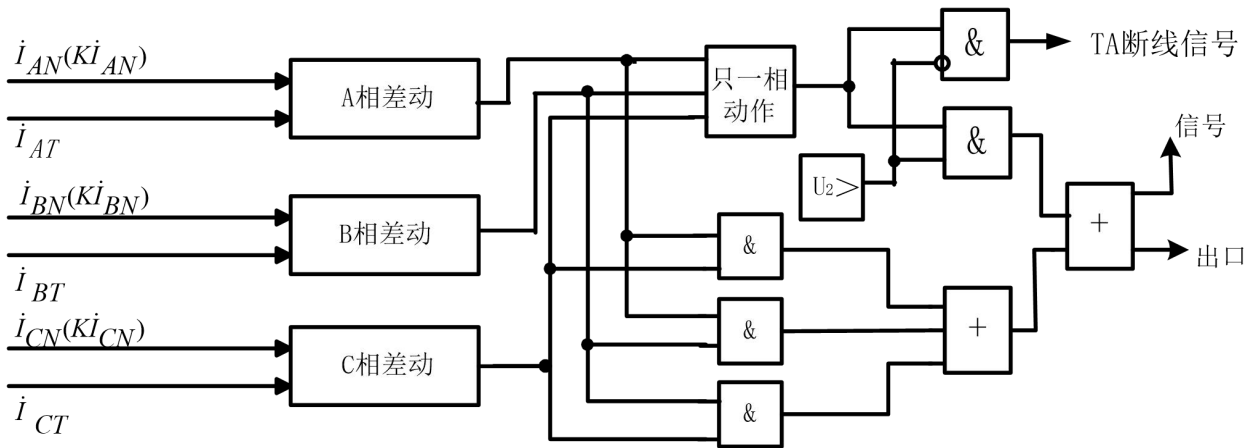 İ_AN(Kİ_AN)
İ_AT
A相差动
İ_BN(Kİ_BN)
İ_BT
B相差动
İ_CN(Kİ_CN)
İ_CT
C相差动
只一相
动作
U₂>
&
TA断线信号
&
&
&
&
+
+
信号
出口